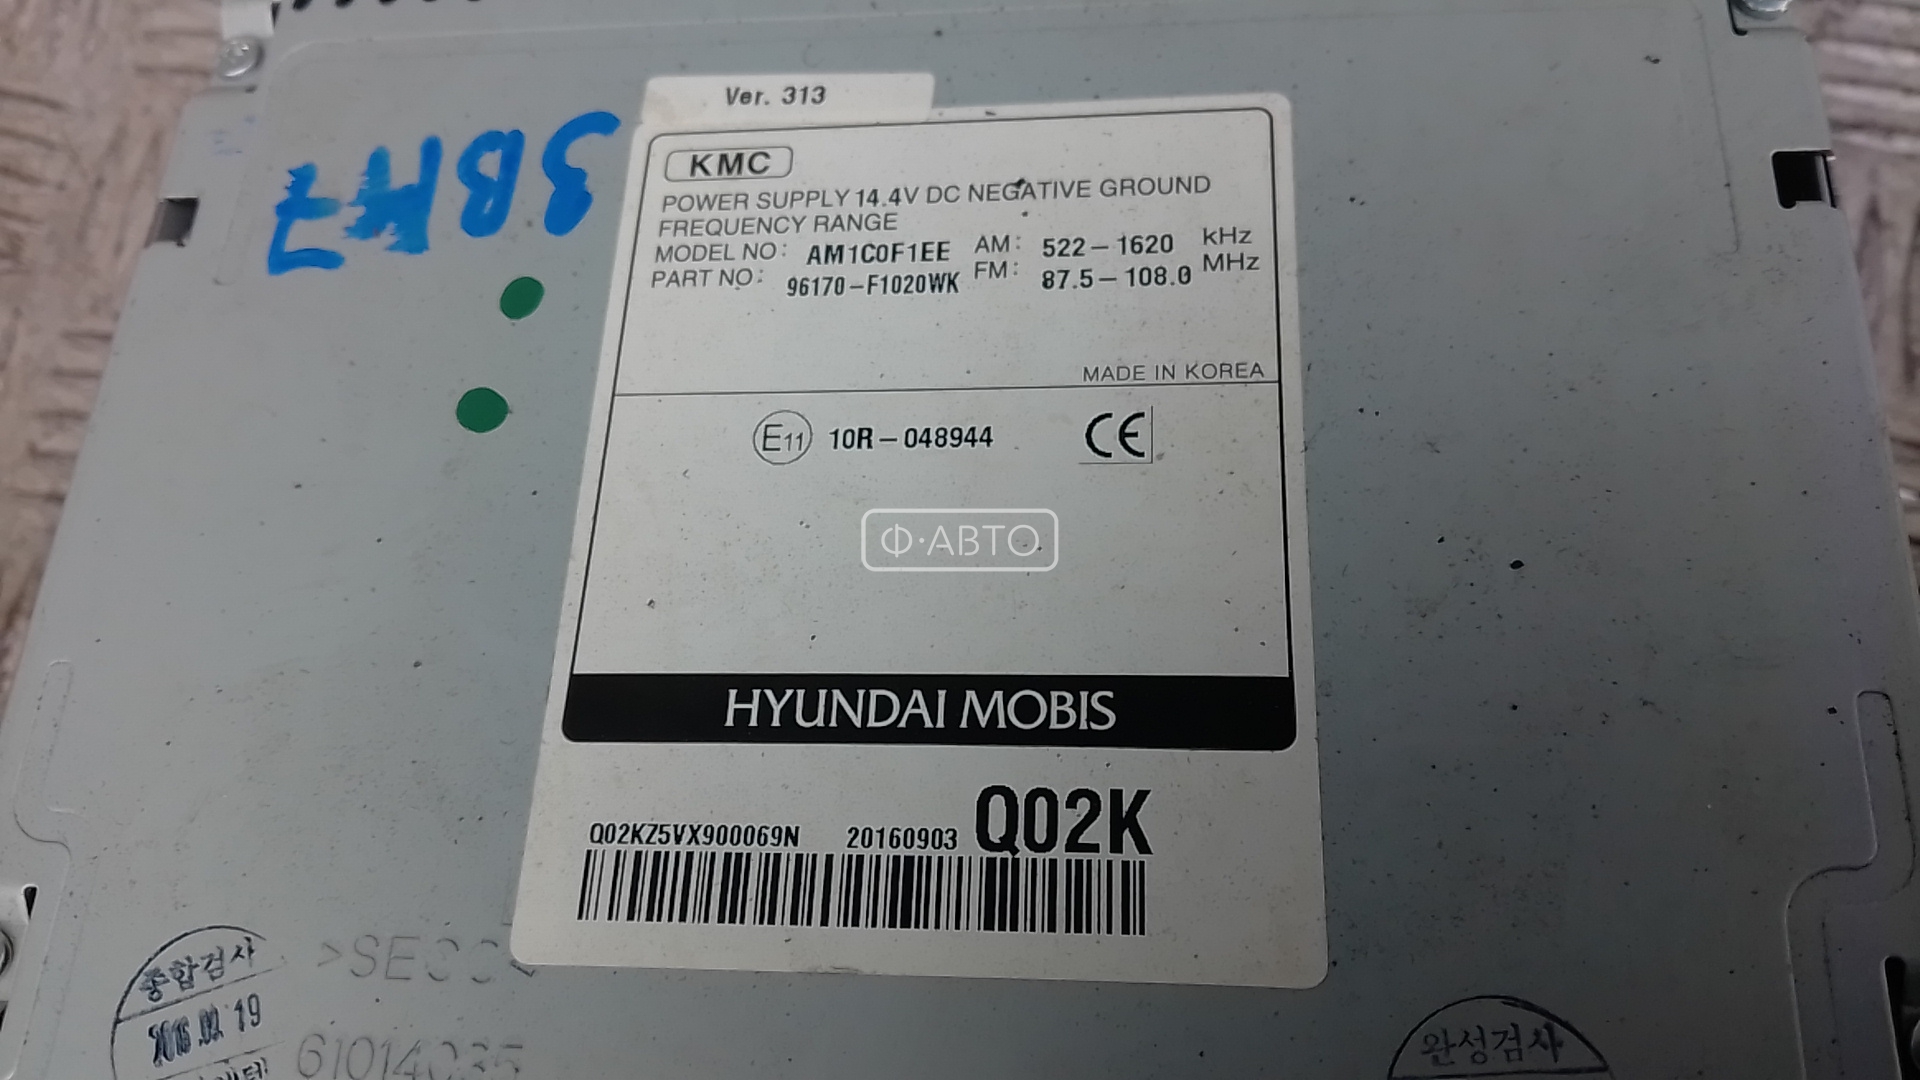 Ver. 313
3BH7
KMC
POWER SUPPLY 14.4V DC NEGATIVE GROUND
FREQUENCY RANGE
MODEL NO: AM1C0F1EE AM: 522-1620 kHz
PART NO: 96170-F1020WK FM: 87.5-108.0 MHz
MADE IN KOREA
E11 10R-048944 CE
Ф·АВТО
HYUNDAI MOBIS
Q02KZ5VX900069N 20160903 Q02K
종합검사
19
완성검사